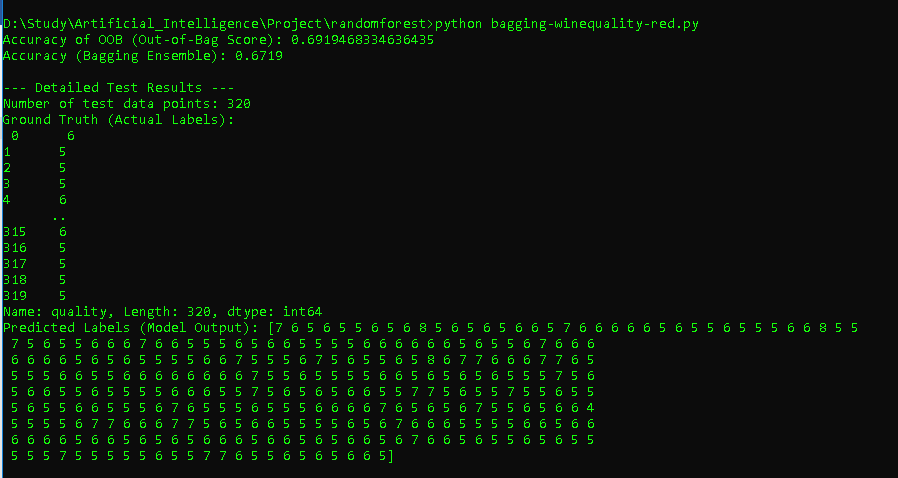 D:\Study\Artificial_Intelligence\Project\randomforest>python bagging-winequality-red.py
Accuracy of OOB (Out-of-Bag Score): 0.6919468334636435
Accuracy (Bagging Ensemble): 0.6719
--- Detailed Test Results ---
Number of test data points: 320
Ground Truth (Actual Labels):
0 6
1 5
2 5
3 5
4 6
..
315 6
316 5
317 5
318 5
319 5
Name: quality, Length: 320, dtype: int64
Predicted Labels (Model Output): [7 6 5 6 5 5 6 5 6 8 5 6 5 6 5 6 6 5 7 6 6 6 6 6 5 6 5 5 6 5 5 5 6 6 8 5 5
7 5 6 5 5 6 6 6 7 6 6 5 5 5 6 5 6 6 5 5 5 5 6 6 6 6 6 5 6 5 5 6 7 6 6 6
6 6 6 6 5 6 5 6 5 5 5 5 6 6 7 5 5 5 6 7 5 6 5 5 6 5 8 6 7 7 6 6 6 7 7 6 5
5 5 5 6 6 5 5 6 6 6 6 6 6 6 6 7 5 5 6 5 5 5 5 6 6 5 6 5 6 5 6 5 5 5 7 5 6
5 6 6 5 5 6 5 5 5 5 6 6 6 5 5 7 5 6 5 6 6 5 6 5 5 7 7 5 6 5 5 7 5 5 6 5 5
5 6 5 5 6 6 5 5 5 6 7 6 5 5 5 6 5 5 5 6 6 6 6 7 6 5 6 5 6 7 5 5 6 5 6 6 4
5 5 5 5 6 7 7 6 6 6 7 7 5 6 5 6 6 5 5 5 5 6 5 6 7 6 6 6 5 6 5 5 5 6 6 5 6 6
6 6 6 6 5 6 6 5 6 5 6 6 5 6 6 6 5 6 5 6 5 6 5 6 5 6 7 6 6 5 6 5 5 6 5 6 5 5
5 5 5 7 5 5 5 5 5 6 5 5 7 7 6 5 5 6 5 6 5 6 6 5]